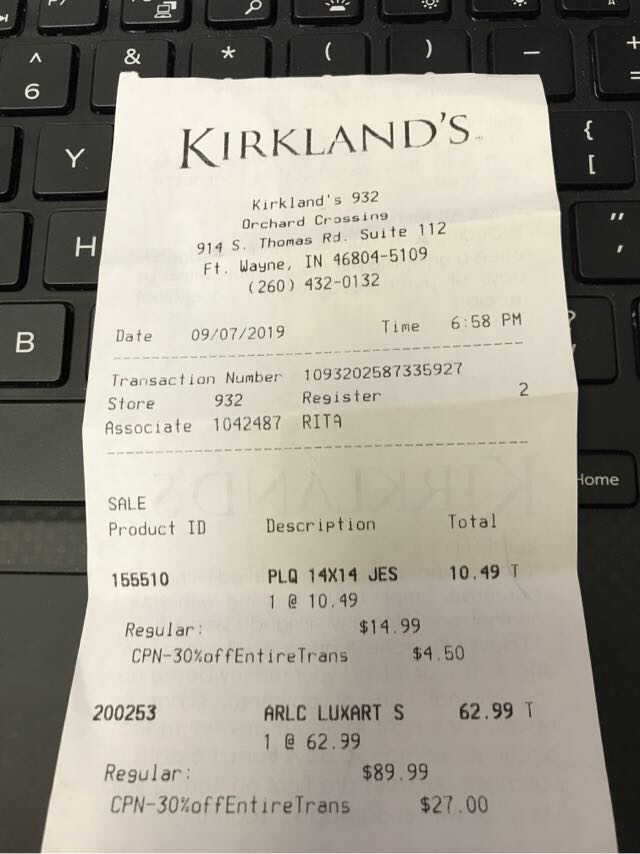 ^ & * ( ) — +
6 =
Y { [
H " '
B ?
Home
KIRKLAND'S
Kirkland's 932
Orchard Crossing
914 S. Thomas Rd. Suite 112
Ft. Wayne, IN 46804-5109
(260) 432-0132
Date 09/07/2019 Time 6:58 PM
Transaction Number 1093202587335927
Store 932 Register 2
Associate 1042487 RITA
SALE
Product ID Description Total
155510 PLQ 14X14 JES 10.49 T
1 @ 10.49
Regular: $14.99
CPN-30%offEntireTrans $4.50
200253 ARLC LUXART S 62.99 T
1 @ 62.99
Regular: $89.99
CPN-30%offEntireTrans $27.00